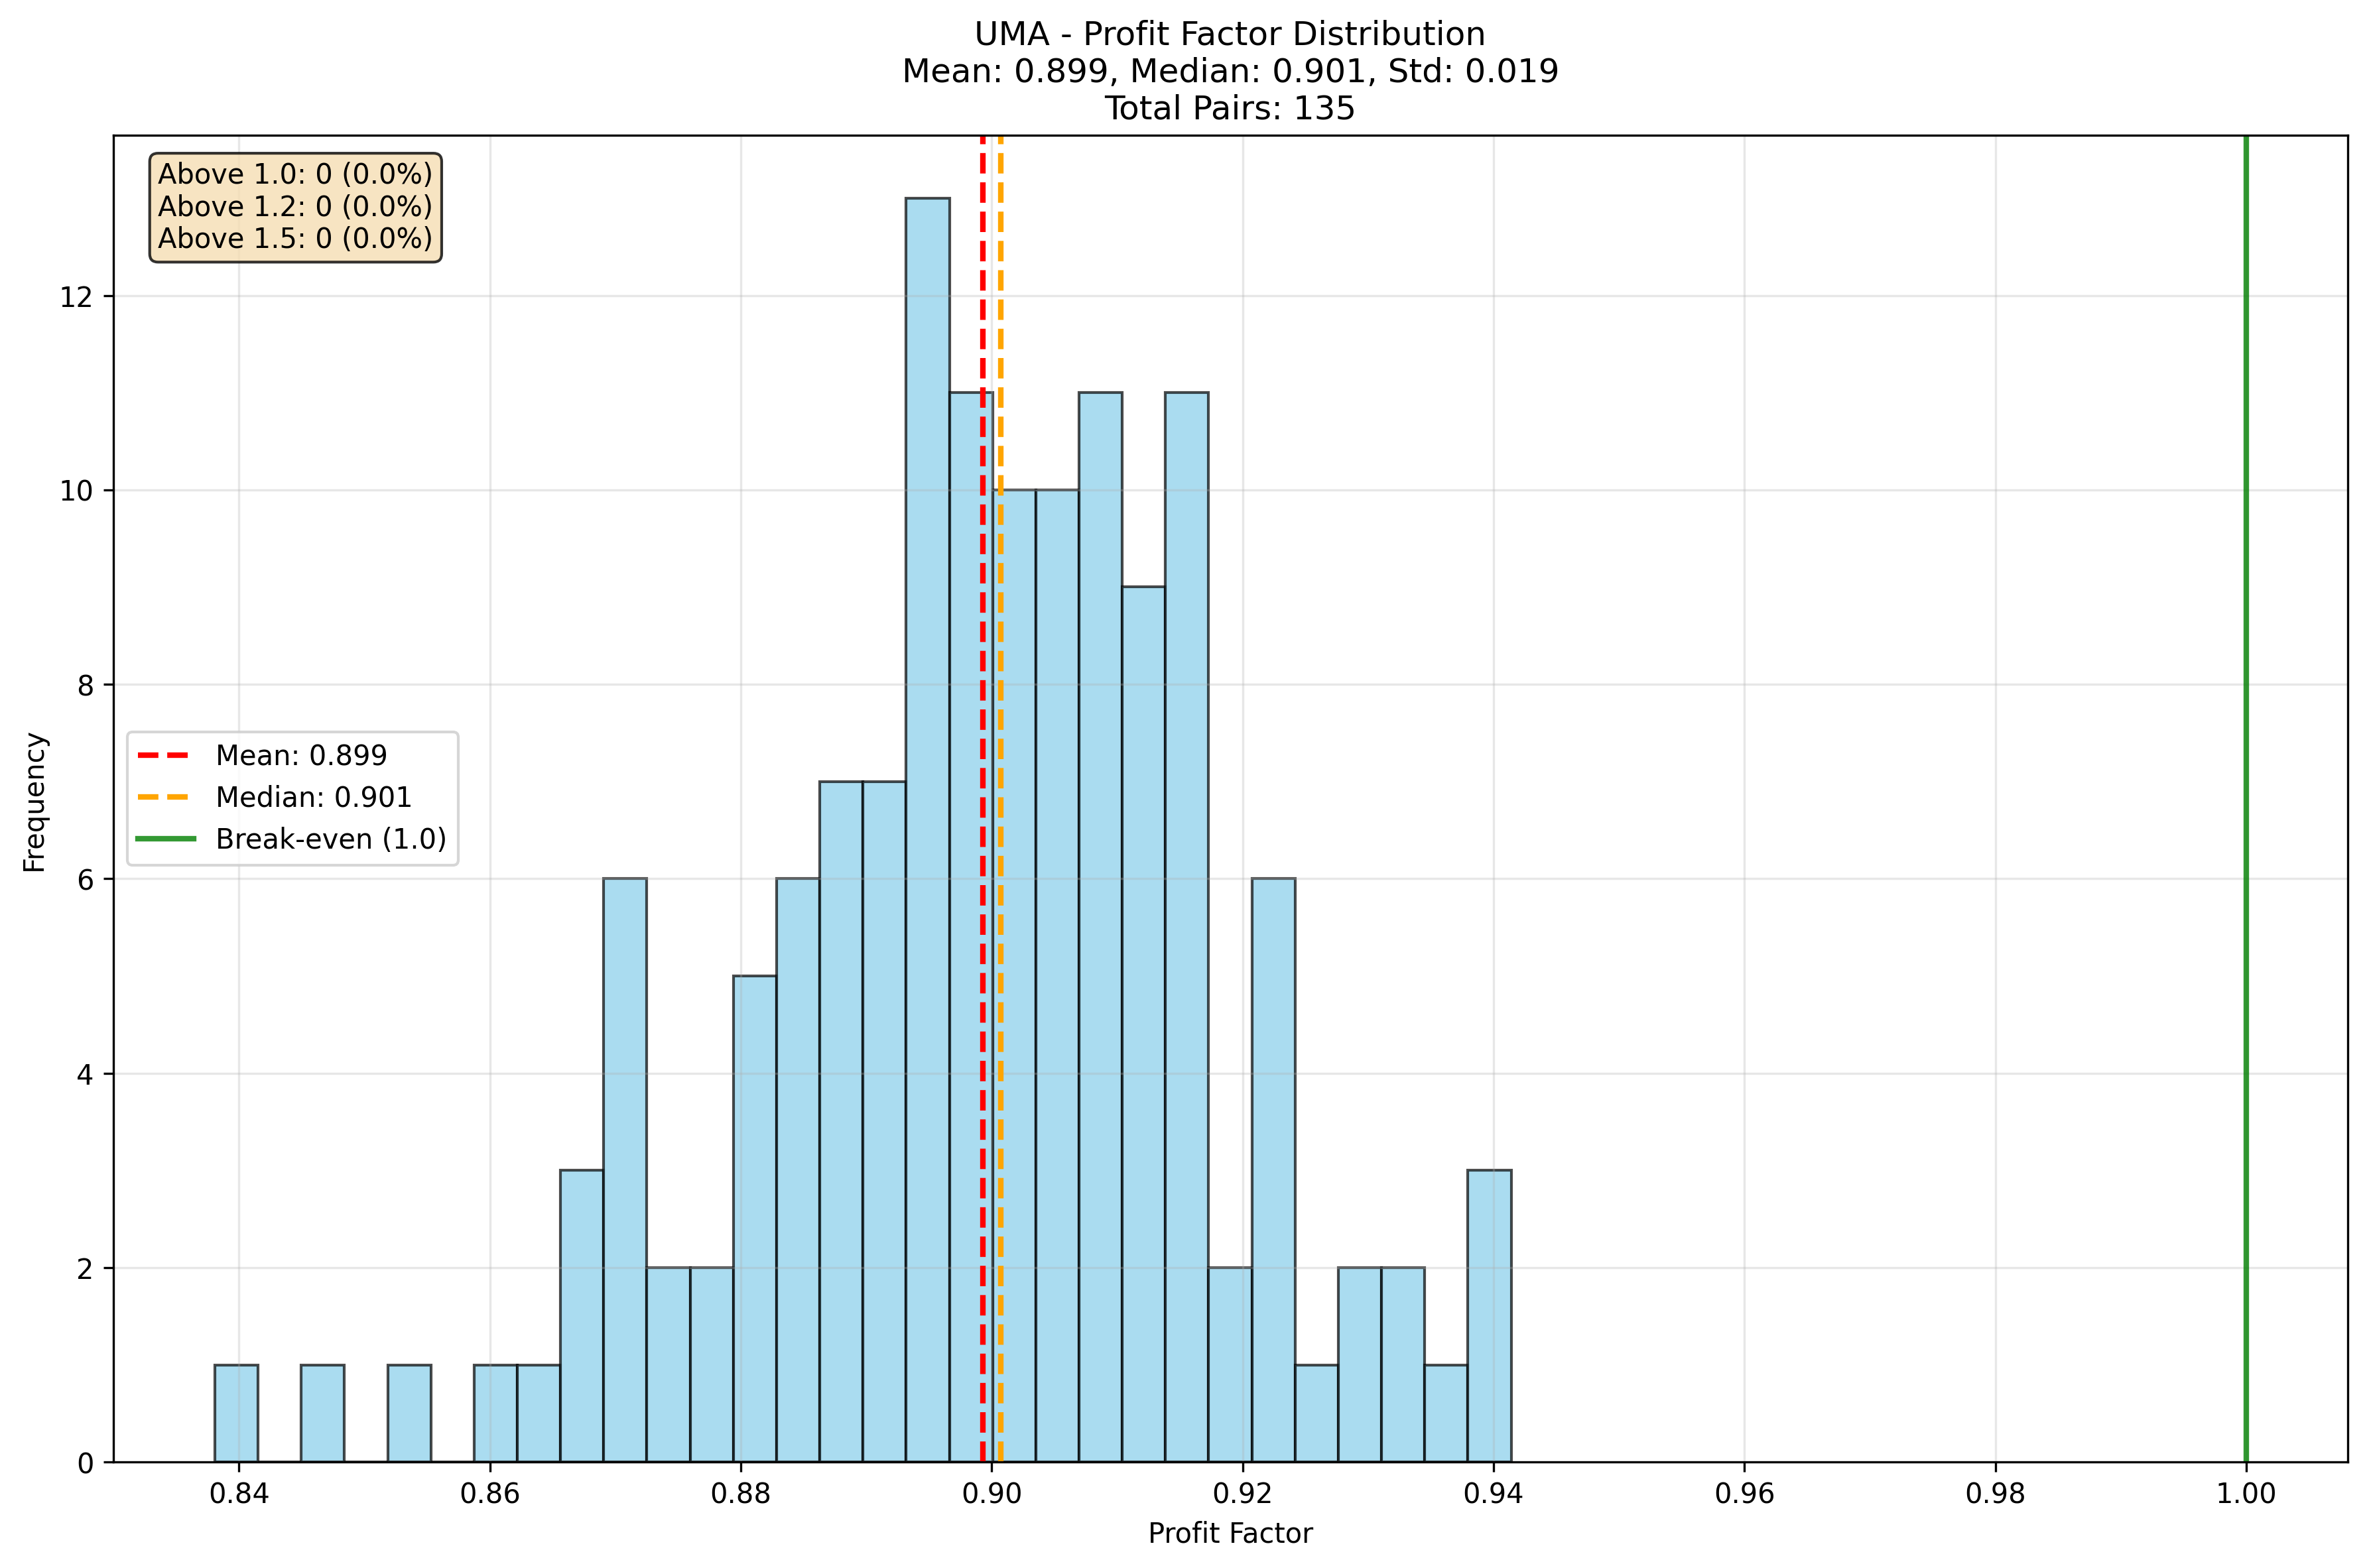 UMA - Profit Factor Distribution
Mean: 0.899, Median: 0.901, Std: 0.019
Total Pairs: 135
Above 1.0: 0 (0.0%)
Above 1.2: 0 (0.0%)
Above 1.5: 0 (0.0%)
12
10
8
6
4
2
0
Frequency
Mean: 0.899
Median: 0.901
Break-even (1.0)
0.84 0.86 0.88 0.90 0.92 0.94 0.96 0.98 1.00
Profit Factor